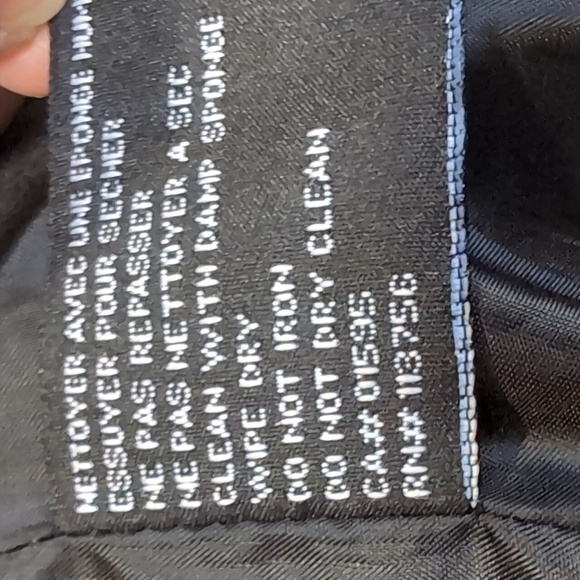 NETTOYER AVEC UNE EPONGE
ESSUYER POUR SECHER
NE PAS REPASSER
NE PAS NETTOYER A SEC
CLEAN WITH DAMP SPONGE
WIPE DRY
DO NOT IRON
DO NOT DRY CLEAN
CA# 01595
RN# 113756